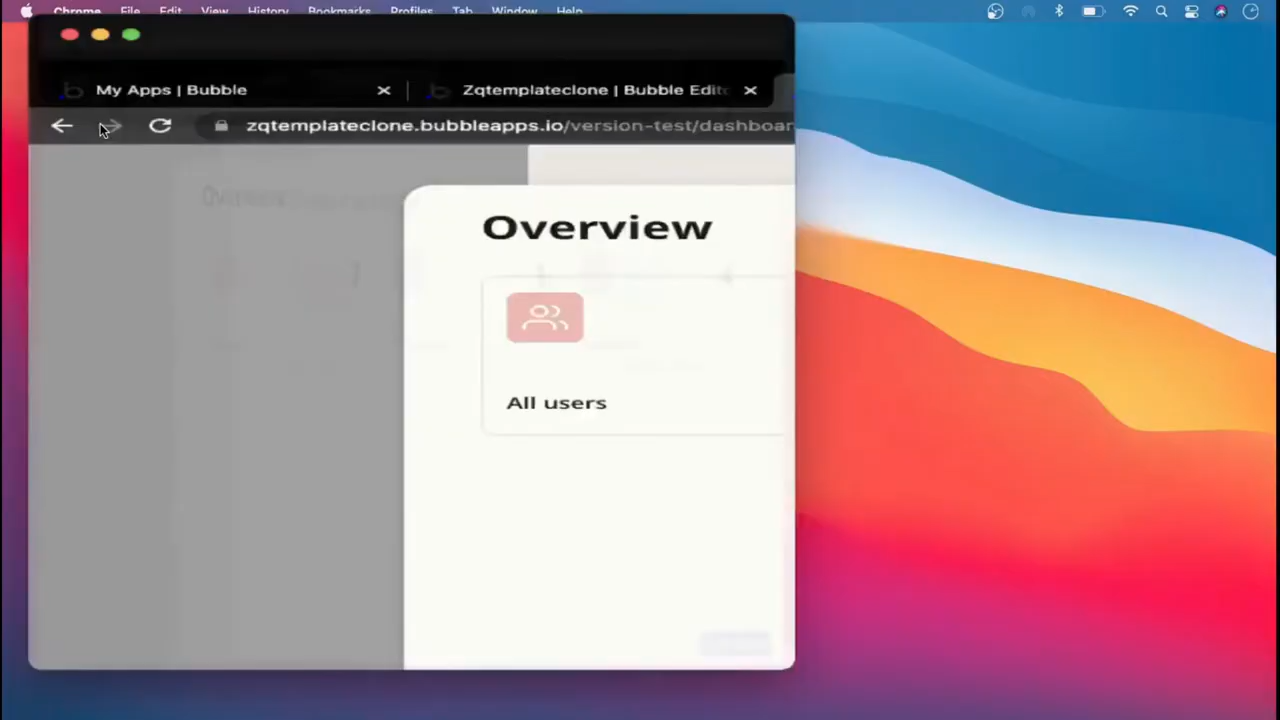 Chrome File Edit View History Bookmarks Profiles Tab Window Help
My Apps | Bubble
Zqtemplateclone | Bubble Edit
zqtemplateclone.bubbleapps.io/version-test/dashboar
Overview
All users